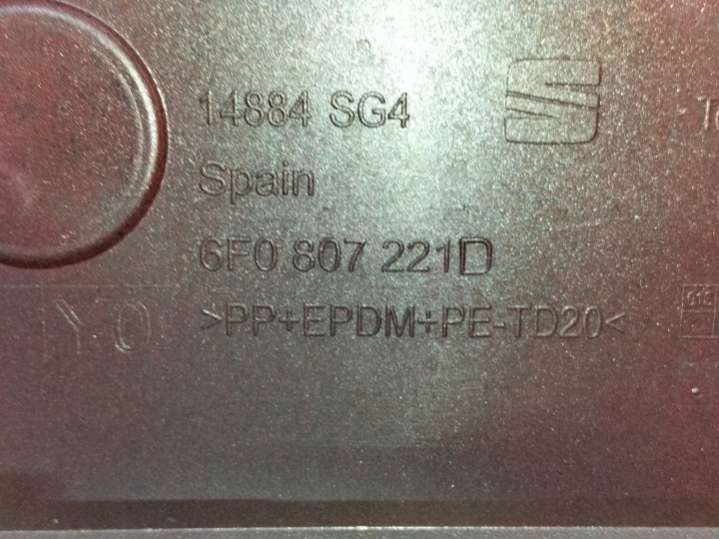 14884 SG4
Spain
6F0 807 221D
>PP+EPDM+PE-TD20<